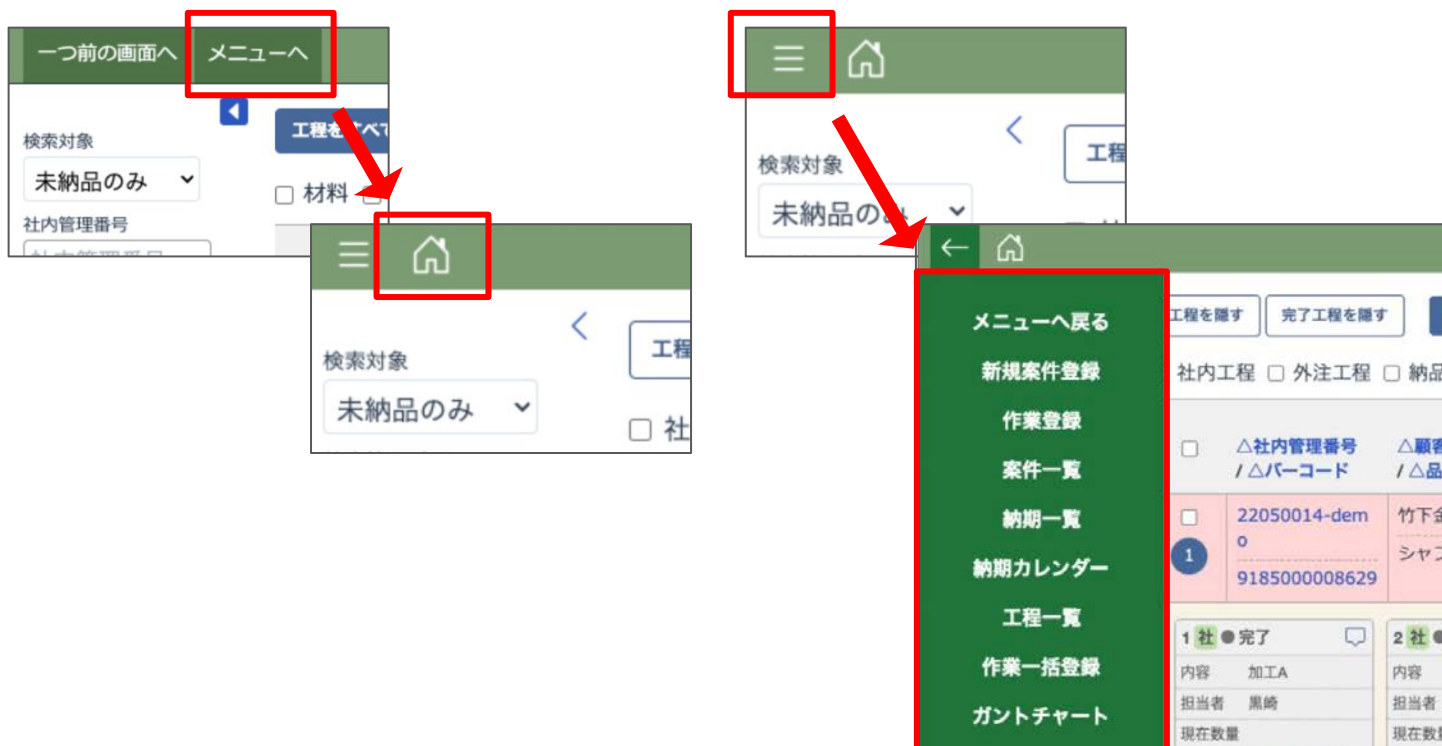 一つ前の画面へ メニューへ
検索対象
未納品のみ
社内管理番号
材料
検索対象
未納品のみ
工程
社
検索対象
工程
メニューへ戻る
新規案件登録
作業登録
案件一覧
納期一覧
納期カレンダー
工程一覧
作業一括登録
ガントチャート
工程を隠す 完了工程を隠す
社内工程 外注工程 納品
△社内管理番号
/ △バーコード
△顧客
/ △品
22050014-dem
o
9185000008629
竹下金
シャフ
1
1 社 ●完了
内容 加工A
担当者 黒崎
現在数量
2 社
内容
担当者
現在数量